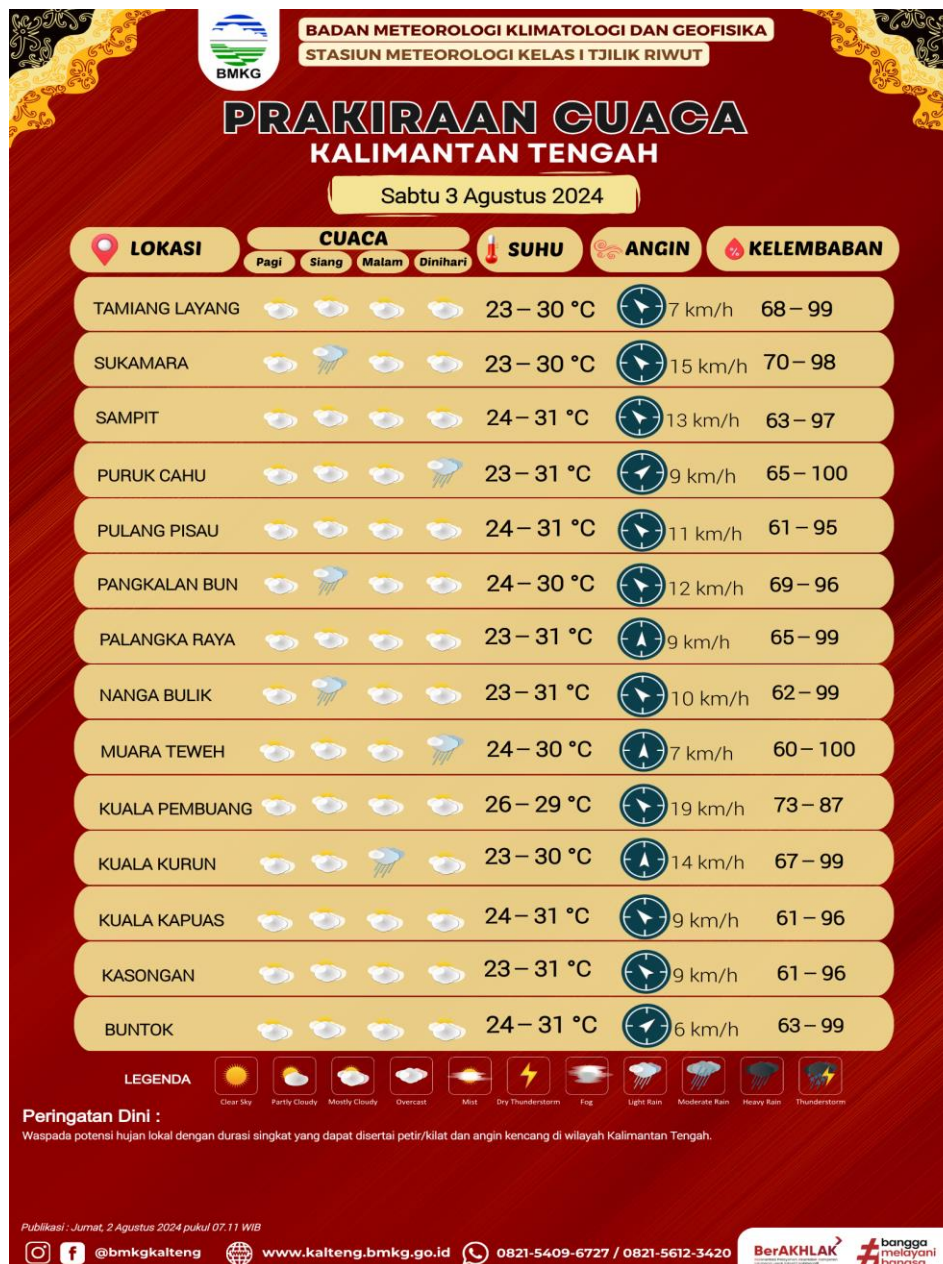 BMKG
BADAN METEOROLOGI KLIMATOLOGI DAN GEOFISIKA
STASIUN METEOROLOGI KELAS I TJILIK RIWUT
PRAKIRAAN CUACA
KALIMANTAN TENGAH
Sabtu 3 Agustus 2024
LOKASI CUACA SUHU ANGIN % KELEMBABAN
Pagi Siang Malam Dinihari
TAMIANG LAYANG 23 – 30 °C 7 km/h 68 – 99
SUKAMARA 23 – 30 °C 15 km/h 70 – 98
SAMPIT 24 – 31 °C 13 km/h 63 – 97
PURUK CAHU 23 – 31 °C 9 km/h 65 – 100
PULANG PISAU 24 – 31 °C 11 km/h 61 – 95
PANGKALAN BUN 24 – 30 °C 12 km/h 69 – 96
PALANGKA RAYA 23 – 31 °C 9 km/h 65 – 99
NANGA BULIK 23 – 31 °C 10 km/h 62 – 99
MUARA TEWEH 24 – 30 °C 7 km/h 60 – 100
KUALA PEMBUANG 26 – 29 °C 19 km/h 73 – 87
KUALA KURUN 23 – 30 °C 14 km/h 67 – 99
KUALA KAPUAS 24 – 31 °C 9 km/h 61 – 96
KASONGAN 23 – 31 °C 9 km/h 61 – 96
BUNTOK 24 – 31 °C 6 km/h 63 – 99
LEGENDA
Clear Sky Partly Cloudy Mostly Cloudy Overcast Mist Dry Thunderstorm Fog Light Rain Moderate Rain Heavy Rain Thunderstorm
Peringatan Dini :
Waspada potensi hujan lokal dengan durasi singkat yang dapat disertai petir/kilat dan angin kencang di wilayah Kalimantan Tengah.
Publikasi : Jumat, 2 Agustus 2024 pukul 07.11 WIB
@bmkgkalteng www.kalteng.bmkg.go.id 0821-5409-6727 / 0821-5612-3420
BerAKHLAK
#bangga
melayani
bangsa